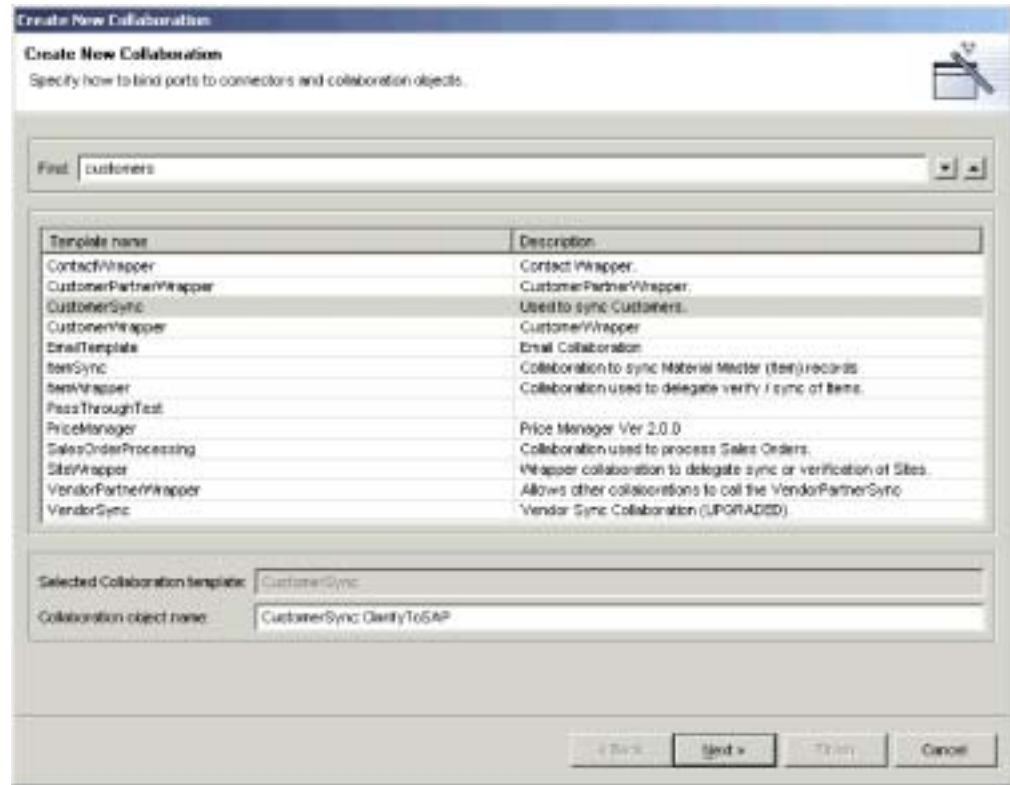 Create New Collaboration
Create New Collaboration
Specify how to bind ports to connectors and collaboration objects.
Find: customers
Template name Description
ContactWrapper Contact Wrapper.
CustomerPartnerWrapper CustomerPartnerWrapper.
CustomerSync Used to sync Customers.
CustomerWrapper CustomerWrapper
EmailTemplate Email Collaboration
ItemSync Collaboration to sync Material Master (Item) records
ItemWrapper Collaboration used to delegate verify / sync of Items.
PassThroughTest
PriceManager Price Manager Ver 2.0.0
SalesOrderProcessing Collaboration used to process Sales Orders.
SiteWrapper Wrapper collaboration to delegate sync or verification of Sites.
VendorPartnerWrapper Allows other collaborations to call the VendorPartnerSync
VendorSync Vendor Sync Collaboration (UPGRADED)
Selected Collaboration template: CustomerSync
Collaboration object name: CustomerSync ClarifyToSAP
< Back Next > Finish Cancel